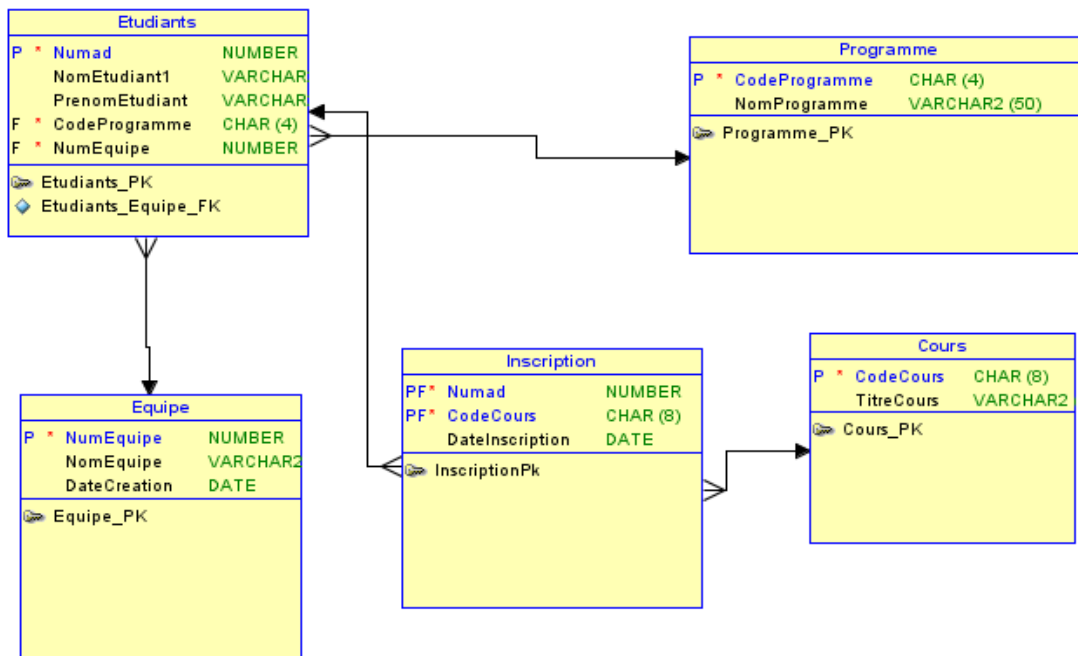 Etudiants
P * Numad NUMBER
NomEtudiant1 VARCHAR
PrenomEtudiant VARCHAR
F * CodeProgramme CHAR (4)
F * NumEquipe NUMBER
Etudiants_PK
Etudiants_Equipe_FK
Programme
P * CodeProgramme CHAR (4)
NomProgramme VARCHAR2 (50)
Programme_PK
Equipe
P * NumEquipe NUMBER
NomEquipe VARCHAR2
DateCreation DATE
Equipe_PK
Inscription
PF* Numad NUMBER
PF* CodeCours CHAR (8)
DateInscription DATE
InscriptionPk
Cours
P * CodeCours CHAR (8)
TitreCours VARCHAR2
Cours_PK